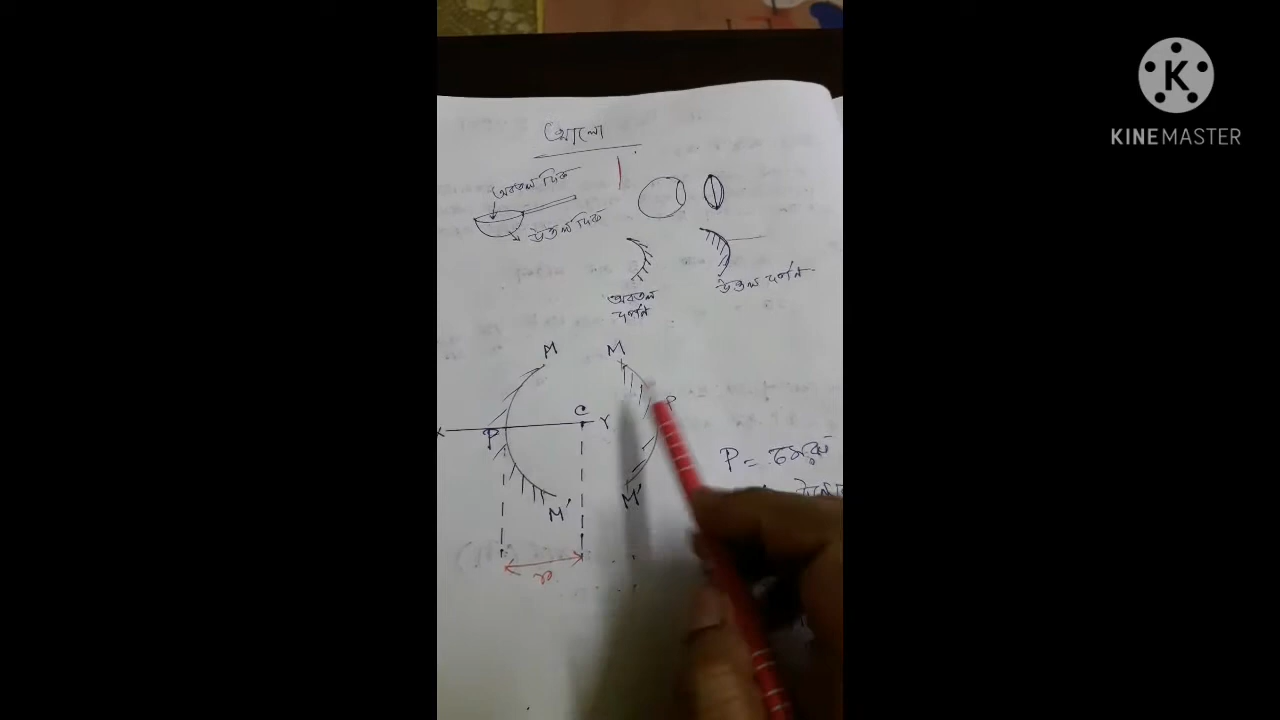 আলো
KINEMASTER
অবতল দিক
উত্তল দিক
অবতল
দর্পণ
উত্তল দর্পণ
M
M
C
P
Y
P
X
P =
M'
M'
r